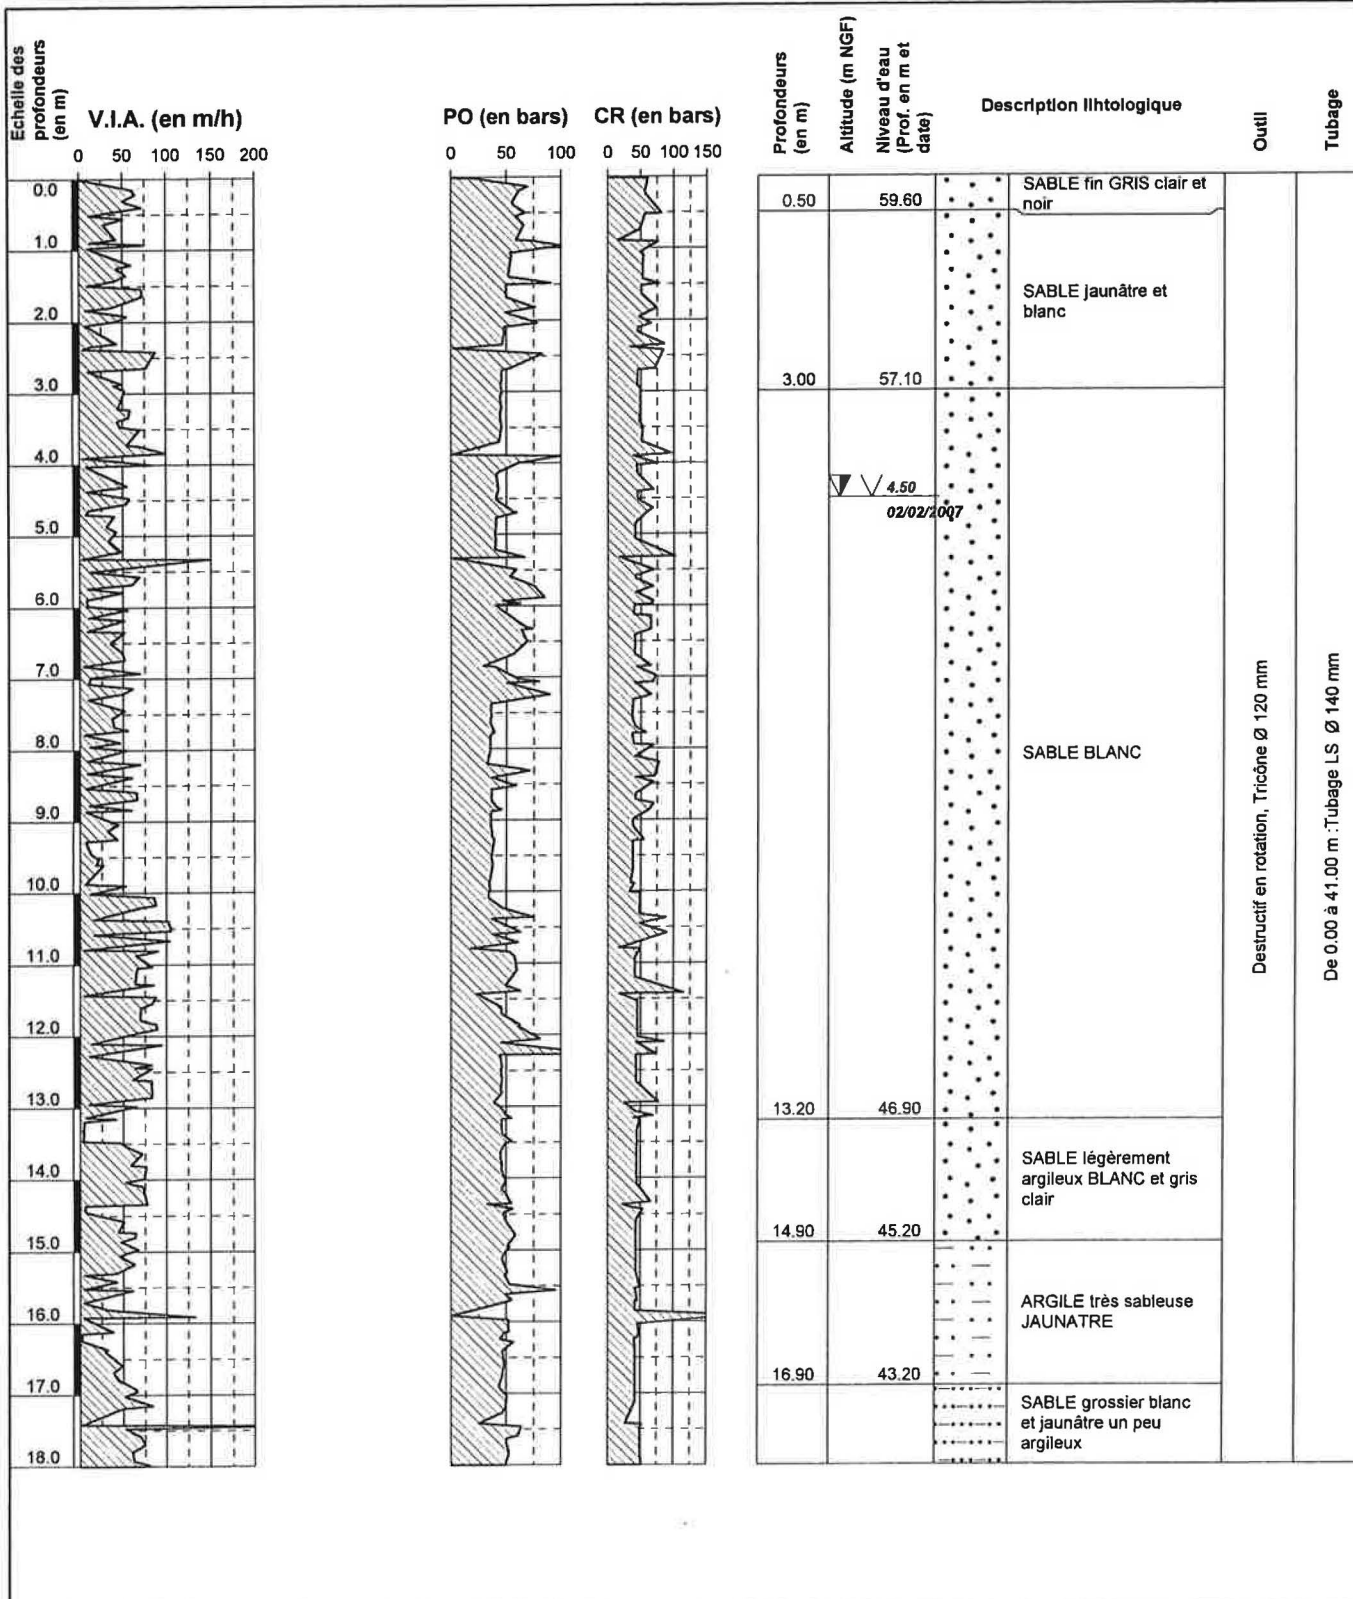 Echelle des
profondeurs
(en m)
V.I.A. (en m/h)
0 50 100 150 200
PO (en bars)
0 50 100
CR (en bars)
0 50 100 150
Profondeurs
(en m)
Altitude (m NGF)
Niveau d'eau
(Prof. en m et
date)
Description lihtologique
Outil
Tubage
0.0
1.0
2.0
3.0
4.0
5.0
6.0
7.0
8.0
9.0
10.0
11.0
12.0
13.0
14.0
15.0
16.0
17.0
18.0
0.50 59.60
SABLE fin GRIS clair et
noir
SABLE jaunâtre et
blanc
3.00 57.10
4.50
02/02/2007
SABLE BLANC
13.20 46.90
SABLE légèrement
argileux BLANC et gris
clair
14.90 45.20
ARGILE très sableuse
JAUNATRE
16.90 43.20
SABLE grossier blanc
et jaunâtre un peu
argileux
Destructif en rotation, Tricône Ø 120 mm
De 0.00 à 41.00 m :Tubage LS Ø 140 mm